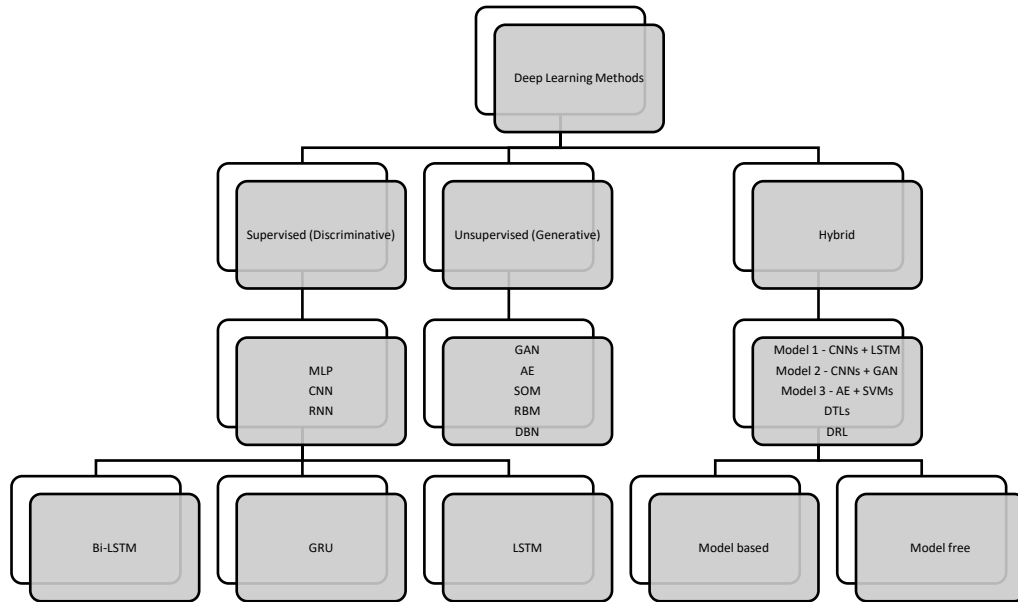 Deep Learning Methods
Supervised (Discriminative)
Unsupervised (Generative)
Hybrid
MLP
CNN
RNN
GAN
AE
SOM
RBM
DBN
Model 1 - CNNs + LSTM
Model 2 - CNNs + GAN
Model 3 - AE + SVMs
DTLs
DRL
Bi-LSTM
GRU
LSTM
Model based
Model free